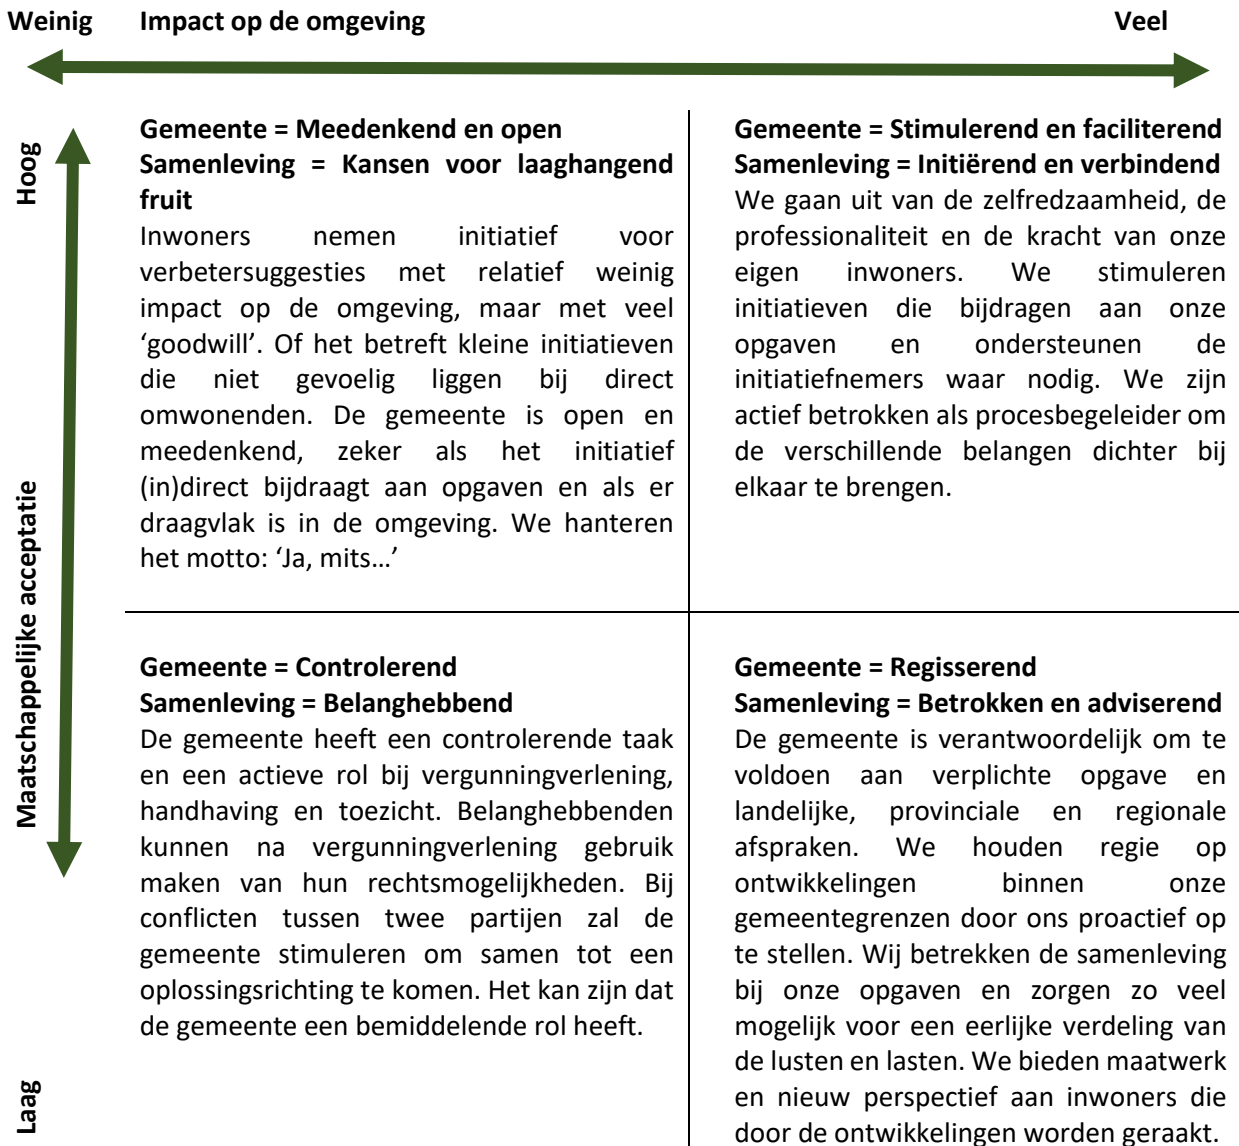 Weinig Impact op de omgeving Veel
Hoog
Maatschappelijke acceptatie
Laag
Gemeente = Meedenkend en open
Samenleving = Kansen voor laaghangend
fruit
Inwoners nemen initiatief voor
verbetersuggesties met relatief weinig
impact op de omgeving, maar met veel
‘goodwill’. Of het betreft kleine initiatieven
die niet gevoelig liggen bij direct
omwonenden. De gemeente is open en
meedenkend, zeker als het initiatief
(in)direct bijdraagt aan opgaven en als er
draagvlak is in de omgeving. We hanteren
het motto: ‘Ja, mits…’
Gemeente = Stimulerend en faciliterend
Samenleving = Initiërend en verbindend
We gaan uit van de zelfredzaamheid, de
professionaliteit en de kracht van onze
eigen inwoners. We stimuleren
initiatieven die bijdragen aan onze
opgaven en ondersteunen de
initiatiefnemers waar nodig. We zijn
actief betrokken als procesbegeleider om
de verschillende belangen dichter bij
elkaar te brengen.
Gemeente = Controlerend
Samenleving = Belanghebbend
De gemeente heeft een controlerende taak
en een actieve rol bij vergunningverlening,
handhaving en toezicht. Belanghebbenden
kunnen na vergunningverlening gebruik
maken van hun rechtsmogelijkheden. Bij
conflicten tussen twee partijen zal de
gemeente stimuleren om samen tot een
oplossingsrichting te komen. Het kan zijn dat
de gemeente een bemiddelende rol heeft.
Gemeente = Regisserend
Samenleving = Betrokken en adviserend
De gemeente is verantwoordelijk om te
voldoen aan verplichte opgave en
landelijke, provinciale en regionale
afspraken. We houden regie op
ontwikkelingen binnen onze
gemeentegrenzen door ons proactief op
te stellen. Wij betrekken de samenleving
bij onze opgaven en zorgen zo veel
mogelijk voor een eerlijke verdeling van
de lusten en lasten. We bieden maatwerk
en nieuw perspectief aan inwoners die
door de ontwikkelingen worden geraakt.